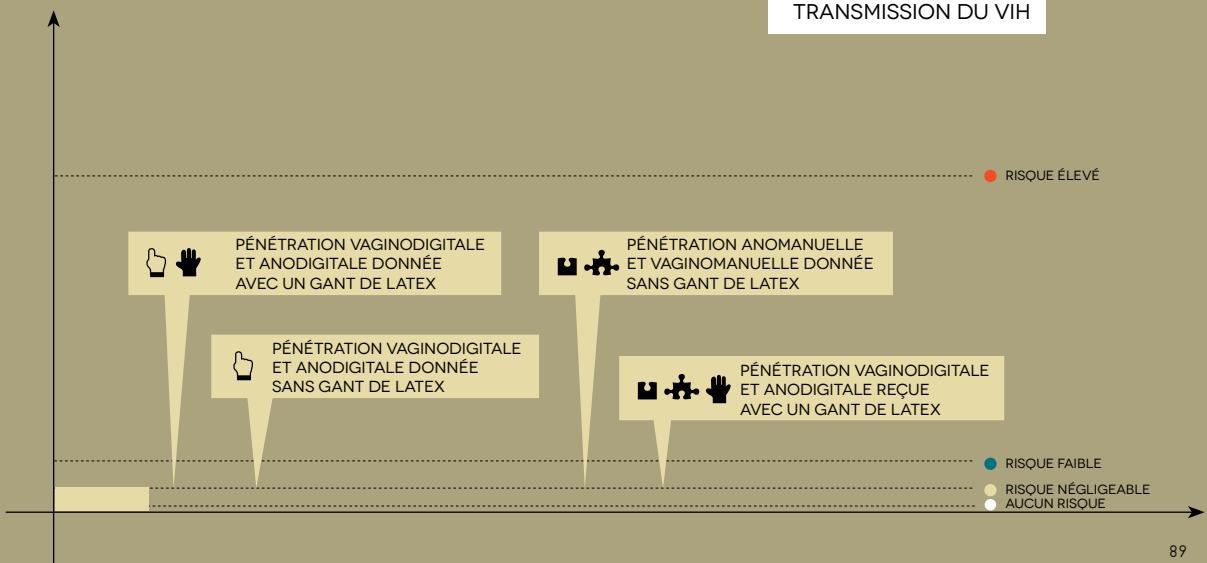 TRANSMISSION DU VIH
RISQUE ÉLEVÉ
PÉNÉTRATION VAGINODIGITALE
ET ANODIGITALE DONNÉE
AVEC UN GANT DE LATEX
PÉNÉTRATION ANOMANUELLE
ET VAGINOMANUELLE DONNÉE
SANS GANT DE LATEX
PÉNÉTRATION VAGINODIGITALE
ET ANODIGITALE DONNÉE
SANS GANT DE LATEX
PÉNÉTRATION VAGINODIGITALE
ET ANODIGITALE REÇUE
AVEC UN GANT DE LATEX
RISQUE FAIBLE
RISQUE NÉGLIGEABLE
AUCUN RISQUE
89